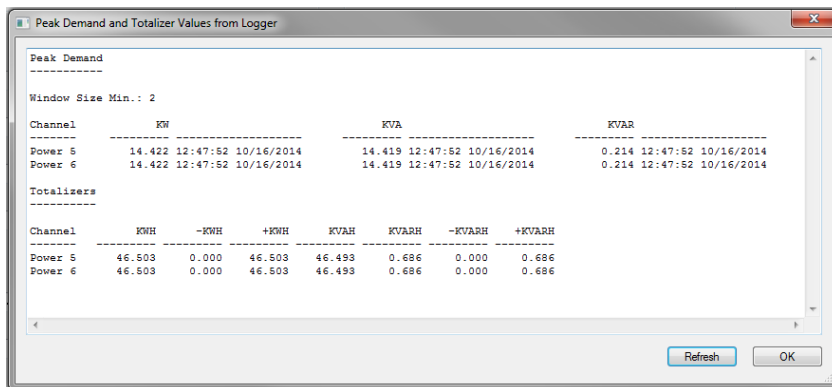 Peak Demand and Totalizer Values from Logger
Peak Demand
-----------
Window Size Min.: 2
Channel KW KVA KVAR
------- --------- ------------------- --------- ------------------- --------- -------------------
Power 5 14.422 12:47:52 10/16/2014 14.419 12:47:52 10/16/2014 0.214 12:47:52 10/16/2014
Power 6 14.422 12:47:52 10/16/2014 14.419 12:47:52 10/16/2014 0.214 12:47:52 10/16/2014
Totalizers
----------
Channel KWH -KWH +KWH KVAH KVARH -KVARH +KVARH
------- --------- --------- --------- --------- --------- --------- ---------
Power 5 46.503 0.000 46.503 46.493 0.686 0.000 0.686
Power 6 46.503 0.000 46.503 46.493 0.686 0.000 0.686
Refresh OK